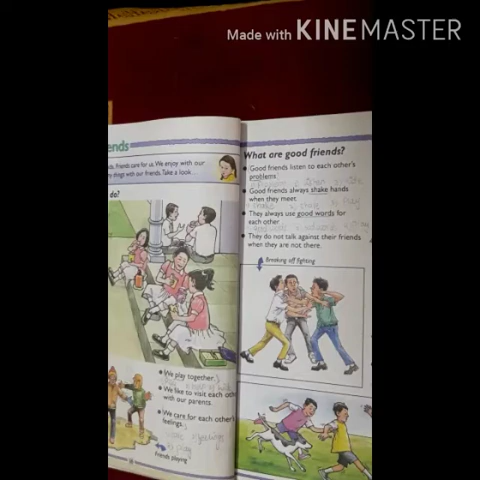 Made with KINEMASTER
ends
s. Friends care for us. We enjoy with our
things with our friends. Take a look...
do?
We play together.
We like to visit each oth
with our parents.
We care for each other's
feelings.
Friends playing
What are good friends?
Good friends listen to each other's
problems.
Good friends always shake hands
when they meet.
They always use good words for
each other.
They do not talk against their friends
when they are not there.
Breaking off fighting